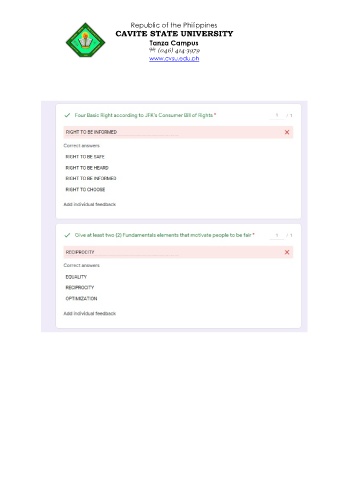 Republic of the Philippines
CAVITE STATE UNIVERSITY
Tanza Campus
☏ (046) 414-3979
www.cvsu.edu.ph
Four Basic Right according to JFK's Consumer Bill of Rights *
/ 1
RIGHT TO BE INFORMED
Correct answers
RIGHT TO BE SAFE
RIGHT TO BE HEARD
RIGHT TO BE INFORMED
RIGHT TO CHOOSE
Add individual feedback
Give at least two (2) Fundamentals elements that motivate people to be fair *
/ 1
RECIPROCITY
Correct answers
EQUALITY
RECIPROCITY
OPTIMIZATION
Add individual feedback